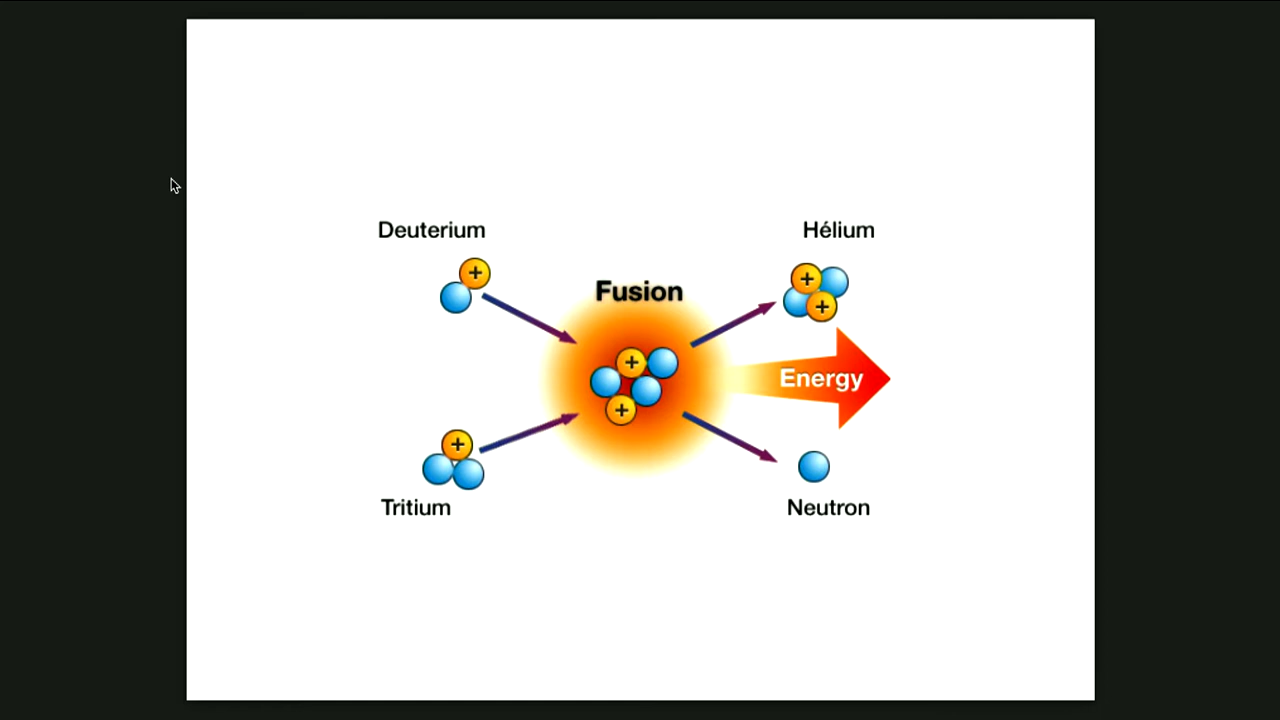 Deuterium
Hélium
+
+
+
Fusion
+
+
Energy
+
+
Tritium
Neutron